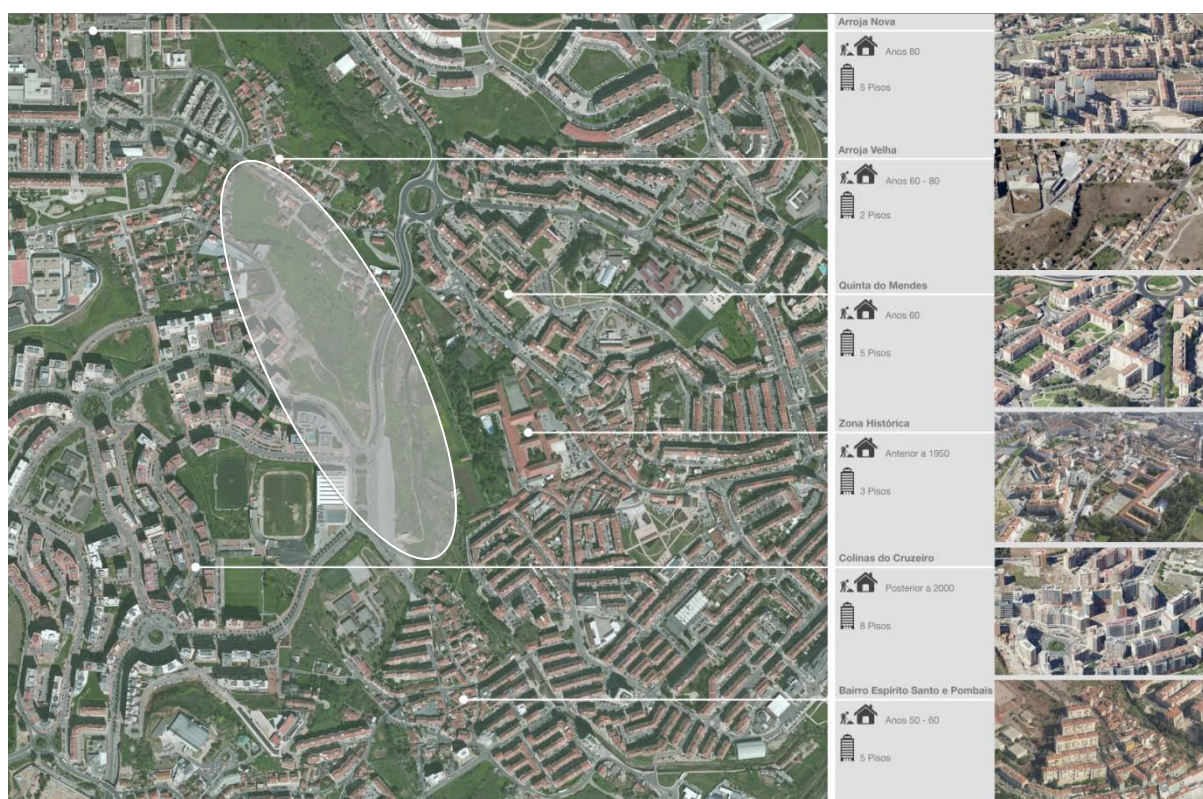 Arroja Nova
Anos 80
5 Pisos
Arroja Velha
Anos 60 - 80
2 Pisos
Quinta do Mendes
Anos 60
5 Pisos
Zona Histórica
Anterior a 1950
3 Pisos
Colinas do Cruzeiro
Posterior a 2000
8 Pisos
Bairro Espírito Santo e Pombais
Anos 50 - 60
5 Pisos